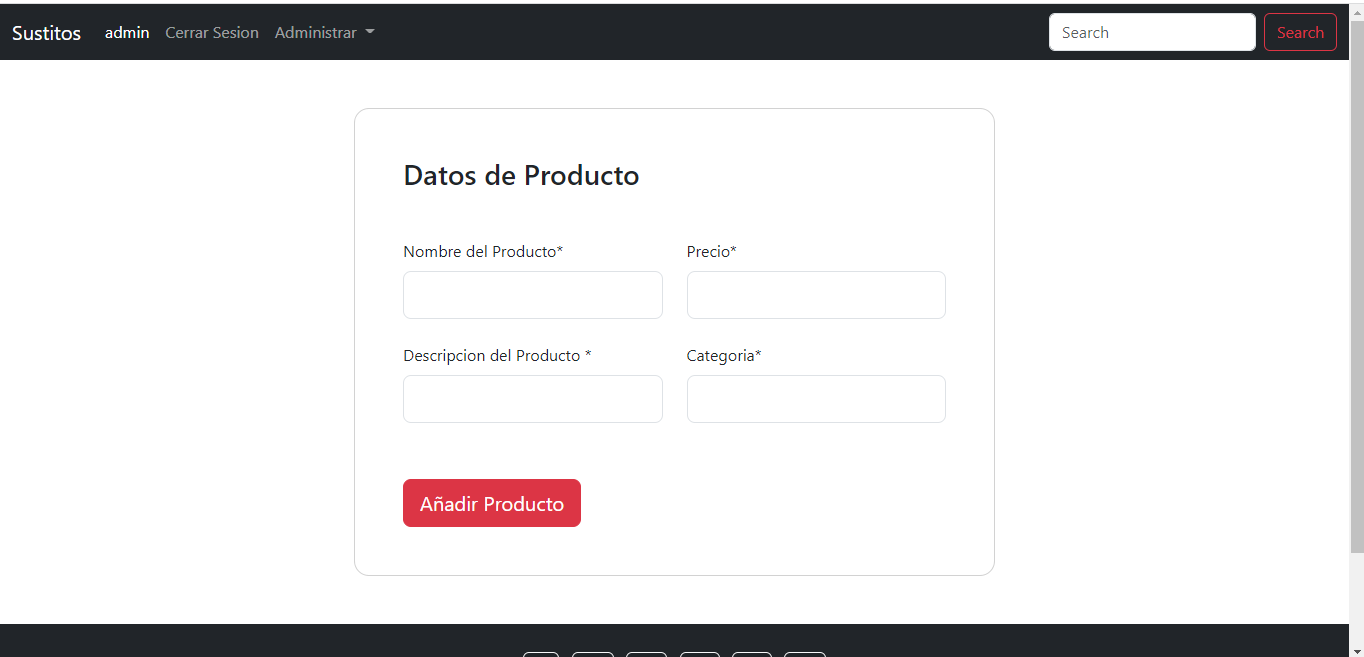 Sustitos admin Cerrar Sesion Administrar Search Search
Datos de Producto
Nombre del Producto* Precio*
Descripcion del Producto * Categoria*
Añadir Producto